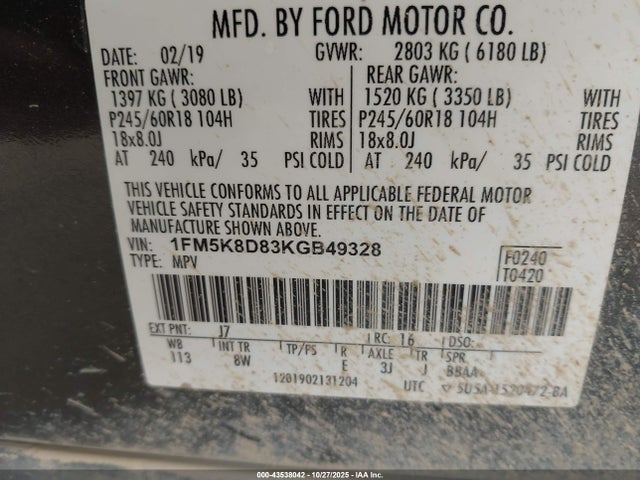 MFD. BY FORD MOTOR CO.
DATE: 02/19 GVWR: 2803 KG ( 6180 LB)
FRONT GAWR: REAR GAWR:
1397 KG ( 3080 LB) WITH 1520 KG ( 3350 LB) WITH
P245/60R18 104H TIRES P245/60R18 104H TIRES
18x8.0J RIMS 18x8.0J RIMS
AT 240 kPa/ 35 PSI COLD AT 240 kPa/ 35 PSI COLD
THIS VEHICLE CONFORMS TO ALL APPLICABLE FEDERAL MOTOR
VEHICLE SAFETY STANDARDS IN EFFECT ON THE DATE OF
MANUFACTURE SHOWN ABOVE.
VIN: 1FM5K8D83KGB49328 F0240
TYPE: MPV T0420
EXT PNT: J7 RC: 16 DSO:
WB INT TR TP/PS R AXLE TR SPR
113 8W E 3J J BBAA
1201902131204 UTC
000-43538042 - 10/27/2025 - IAA Inc.